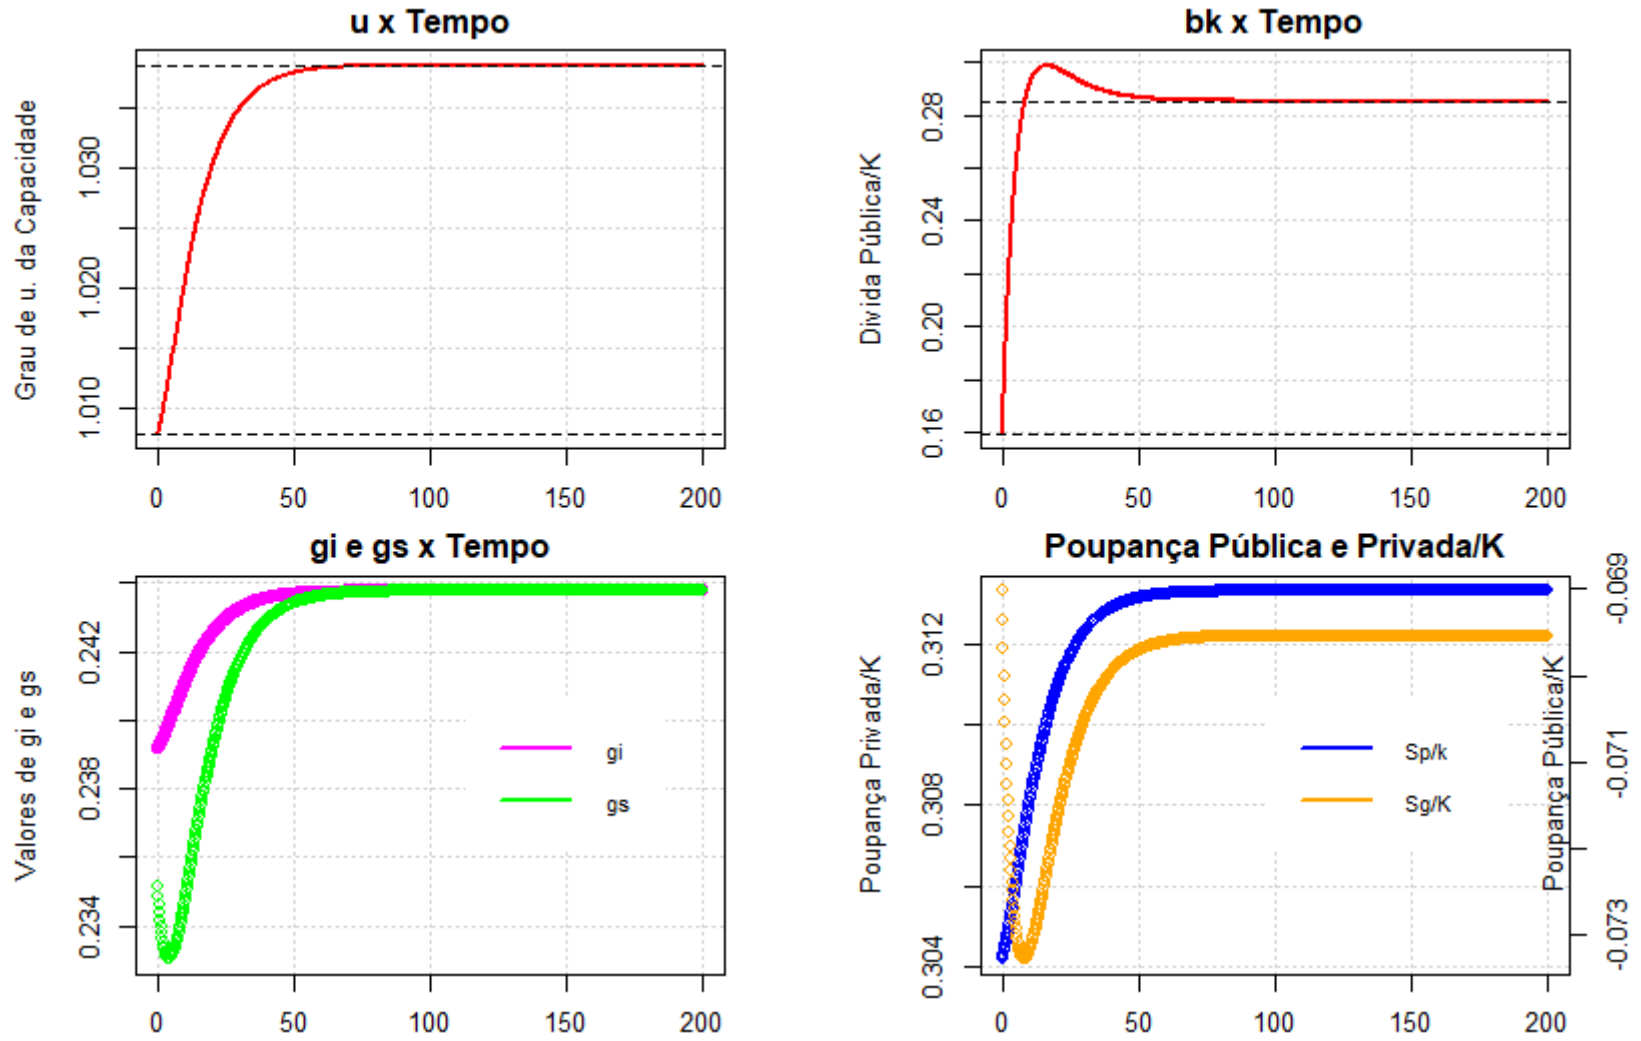 u x Tempo
Grau de u. da Capacidade
1.030
1.020
1.010
0 50 100 150 200
bk x Tempo
Divida Pública/K
0.28
0.24
0.20
0.16
0 50 100 150 200
gi e gs x Tempo
Valores de gi e gs
0.242
0.238
0.234
gi
gs
0 50 100 150 200
Poupança Pública e Privada/K
Poupança Privada/K
0.312
0.308
0.304
Sp/k
Sg/K
Poupança Pública/K
-0.069
-0.071
-0.073
0 50 100 150 200